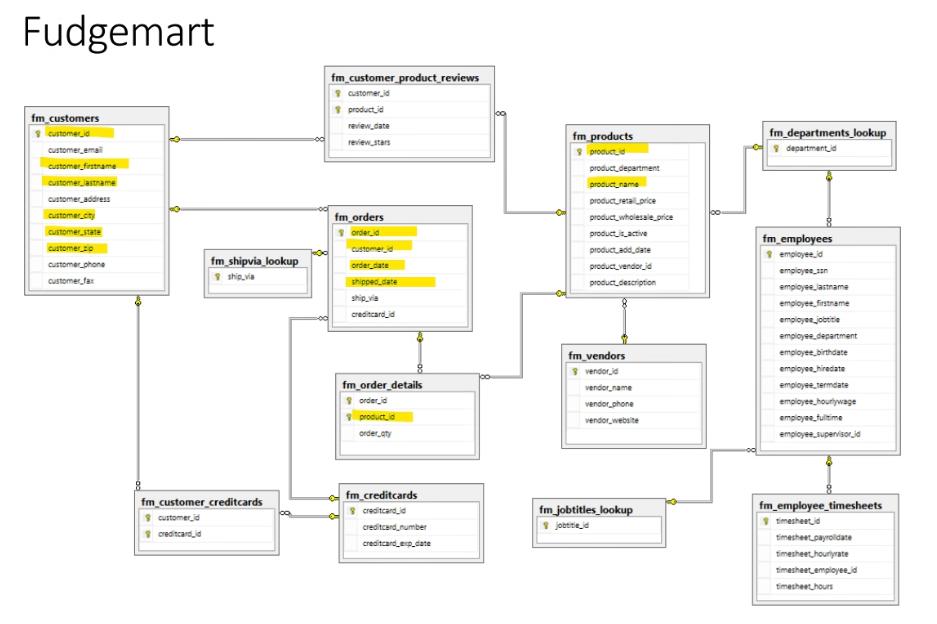 Fudgemart
fm_customers
customer_id
customer_email
customer_firstname
customer_lastname
customer_address
customer_city
customer_state
customer_zip
customer_phone
customer_fax
fm_customer_product_reviews
customer_id
product_id
review_date
review_stars
fm_products
product_id
product_department
product_name
product_retail_price
product_wholesale_price
product_is_active
product_add_date
product_vendor_id
product_description
fm_departments_lookup
department_id
fm_shipvia_lookup
ship_via
fm_orders
order_id
customer_id
order_date
shipped_date
ship_via
creditcard_id
fm_employees
employee_id
employee_ssn
employee_lastname
employee_firstname
employee_jobtitle
employee_department
employee_birthdate
employee_hiredate
employee_termdate
employee_hourlywage
employee_fulltime
employee_supervisor_id
fm_order_details
order_id
product_id
order_qty
fm_vendors
vendor_id
vendor_name
vendor_phone
vendor_website
fm_customer_creditcards
customer_id
creditcard_id
fm_creditcards
creditcard_id
creditcard_number
creditcard_exp_date
fm_jobtitles_lookup
jobtitle_id
fm_employee_timesheets
timesheet_id
timesheet_payrolldate
timesheet_hourlyrate
timesheet_employee_id
timesheet_hours